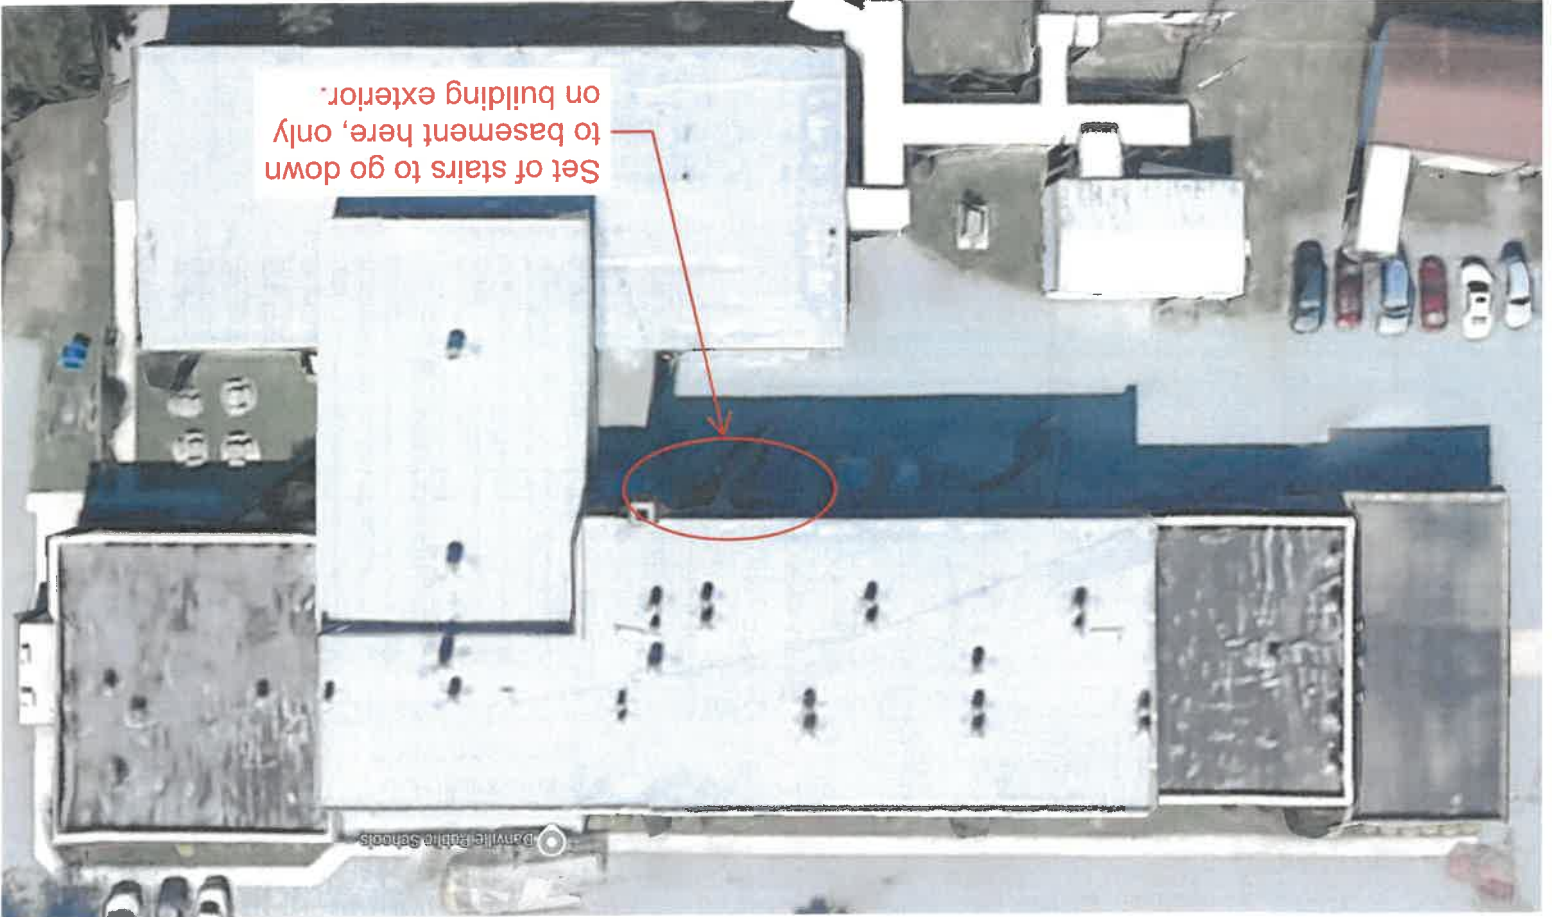 Set of stairs to go down
to basement here, only,
on building exterior.
Danville Public Schools